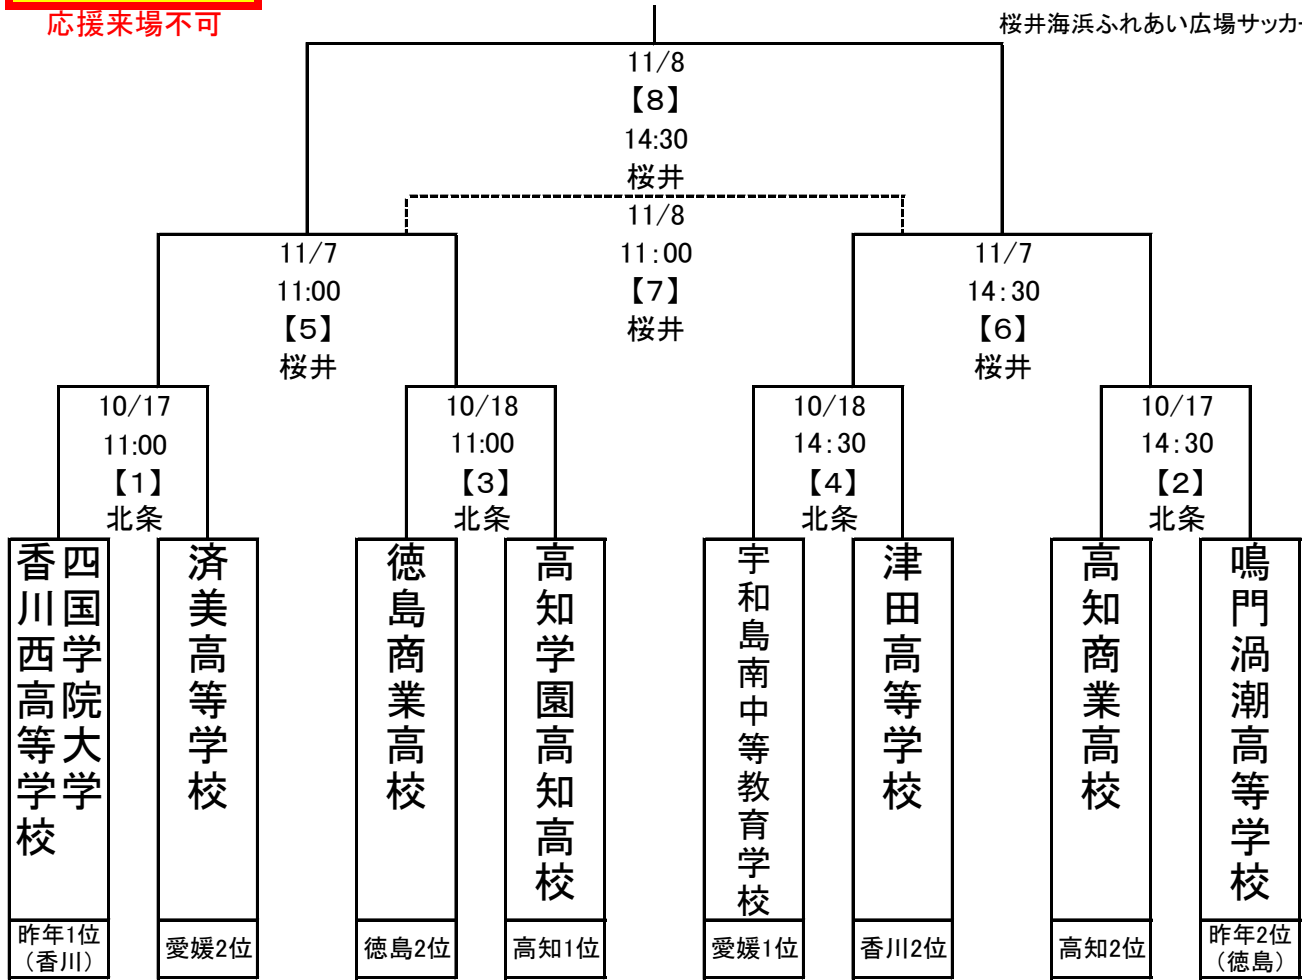 応援来場不可
桜井海浜ふれあい広場サッカー
11/8
【8】
14:30
桜井
11/8
11:00
【7】
桜井
11/7
11:00
【5】
桜井
11/7
14:30
【6】
桜井
10/17
11:00
【1】
北条
10/18
11:00
【3】
北条
10/18
14:30
【4】
北条
10/17
14:30
【2】
北条
四国学院大学
香川西高等学校
済美高等学校
徳島商業高校
高知学園高知高校
宇和島南中等教育学校
津田高等学校
高知商業高校
鳴門渦潮高等学校
昨年1位
（香川）
愛媛2位
徳島2位
高知1位
愛媛1位
香川2位
高知2位
昨年2位
（徳島）